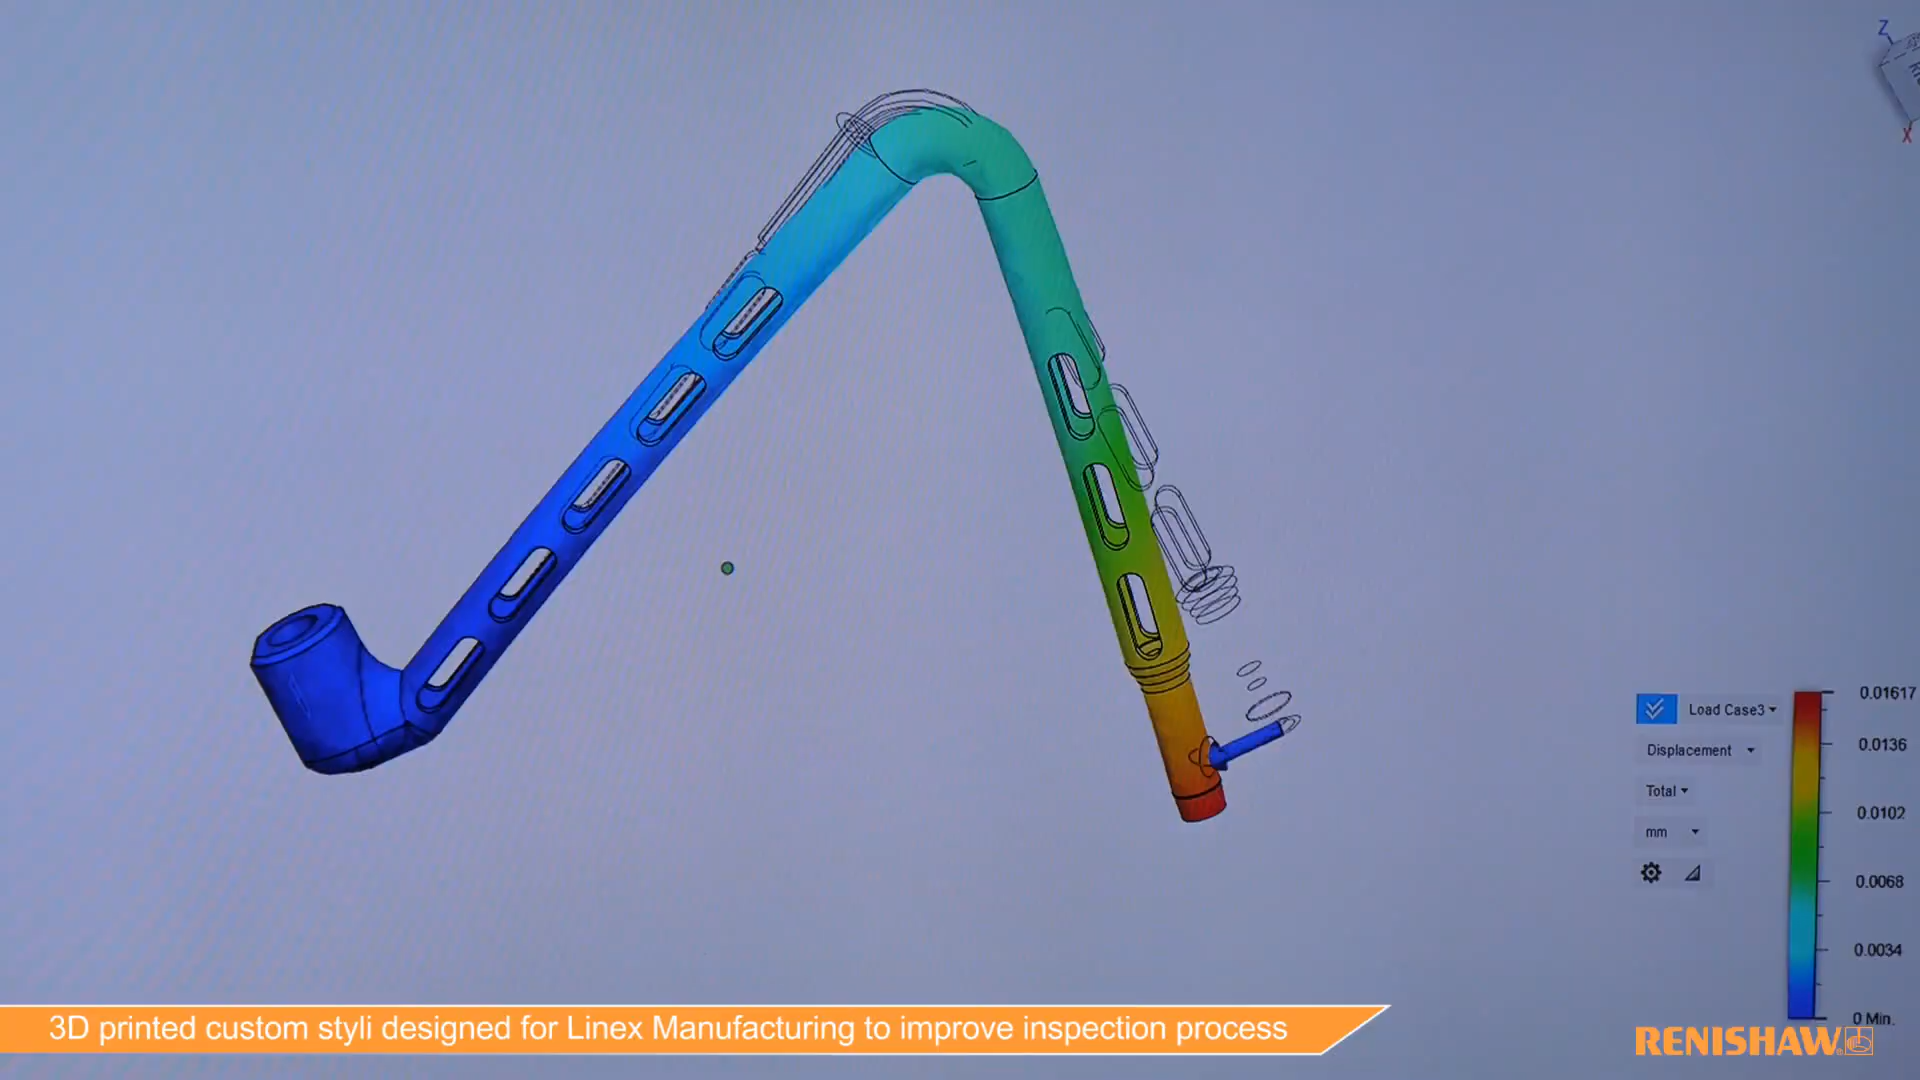 Z
X
Load Case3
Displacement
Total
mm
0.01617
0.0136
0.0102
0.0068
0.0034
0 Min.
3D printed custom styli designed for Linex Manufacturing to improve inspection process
RENISHAW